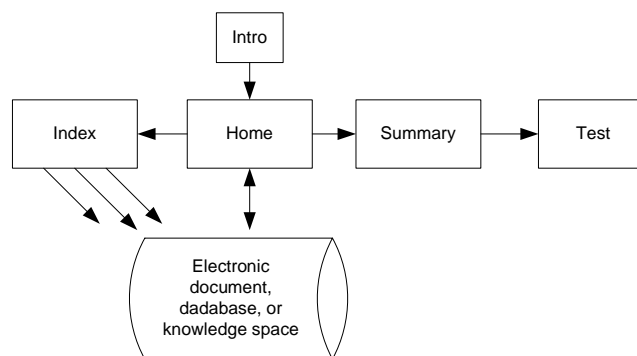 Intro
Index
Home
Summary
Test
Electronic
document,
dadabase, or
knowledge space